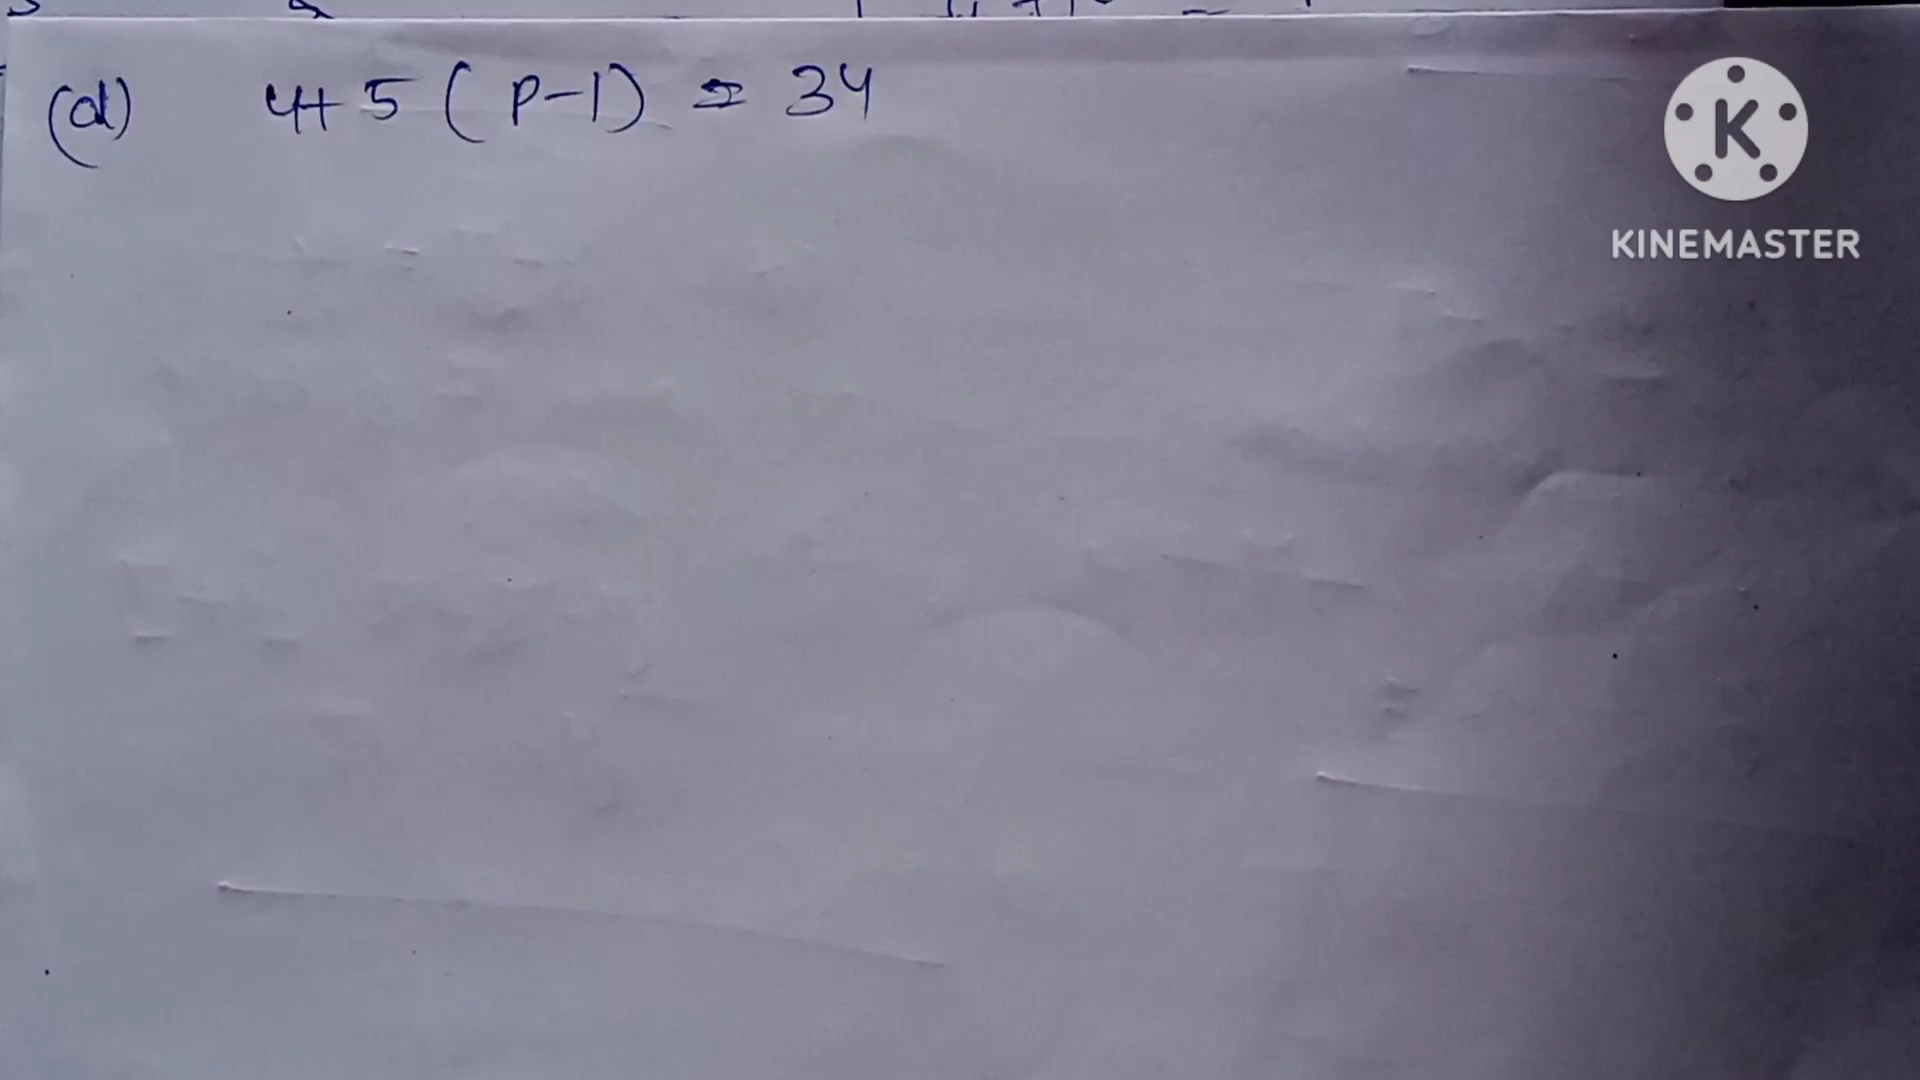 (d) 4+5(p-1) = 34
K
KINEMASTER